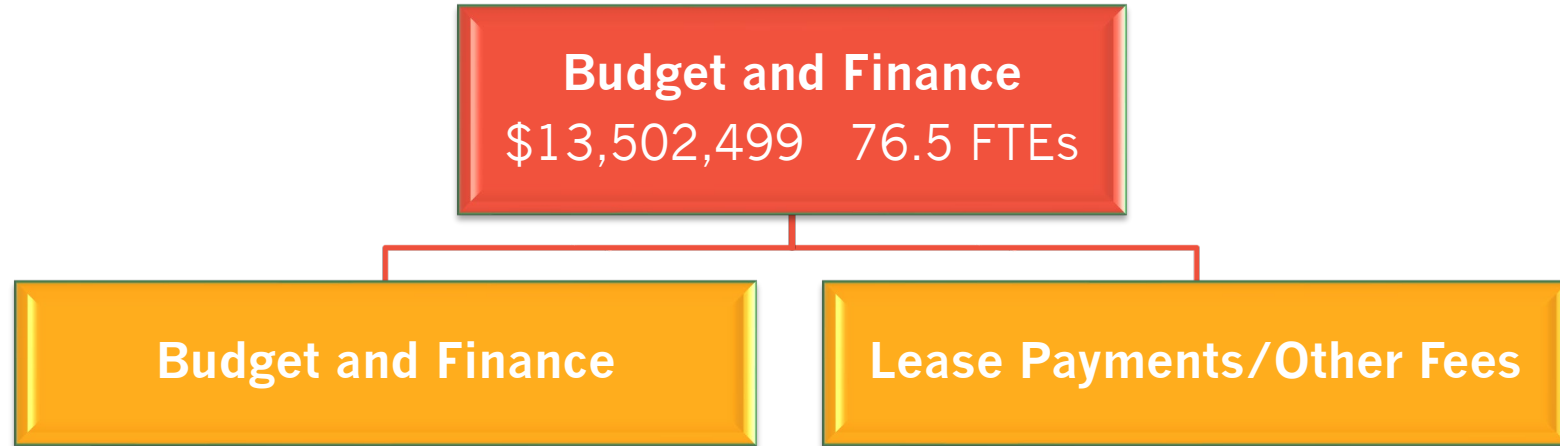 Budget and Finance
$13,502,499 76.5 FTEs
Budget and Finance
Lease Payments/Other Fees